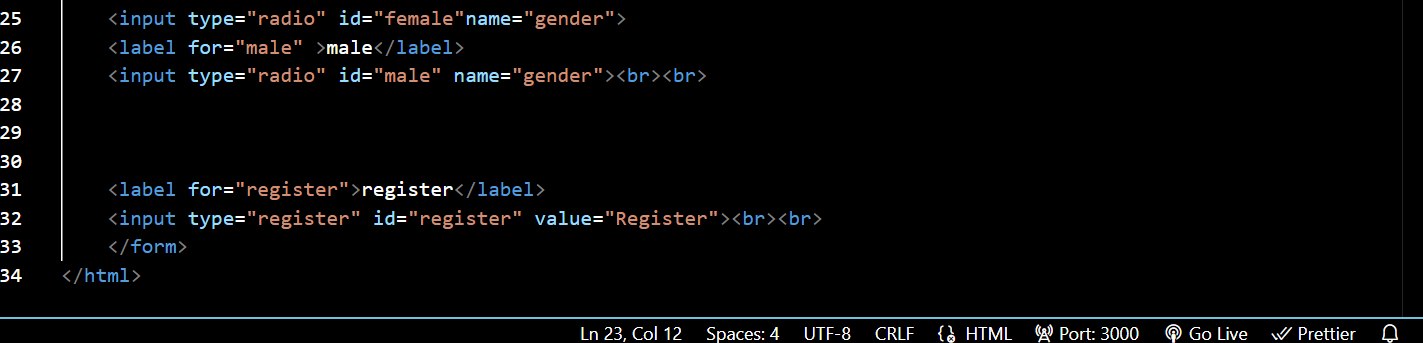 25 <input type="radio" id="female"name="gender">
26 <label for="male" >male</label>
27 <input type="radio" id="male" name="gender"><br><br>
28
29
30
31 <label for="register">register</label>
32 <input type="register" id="register" value="Register"><br><br>
33 </form>
34 </html>
Ln 23, Col 12 Spaces: 4 UTF-8 CRLF HTML Port: 3000 Go Live Prettier